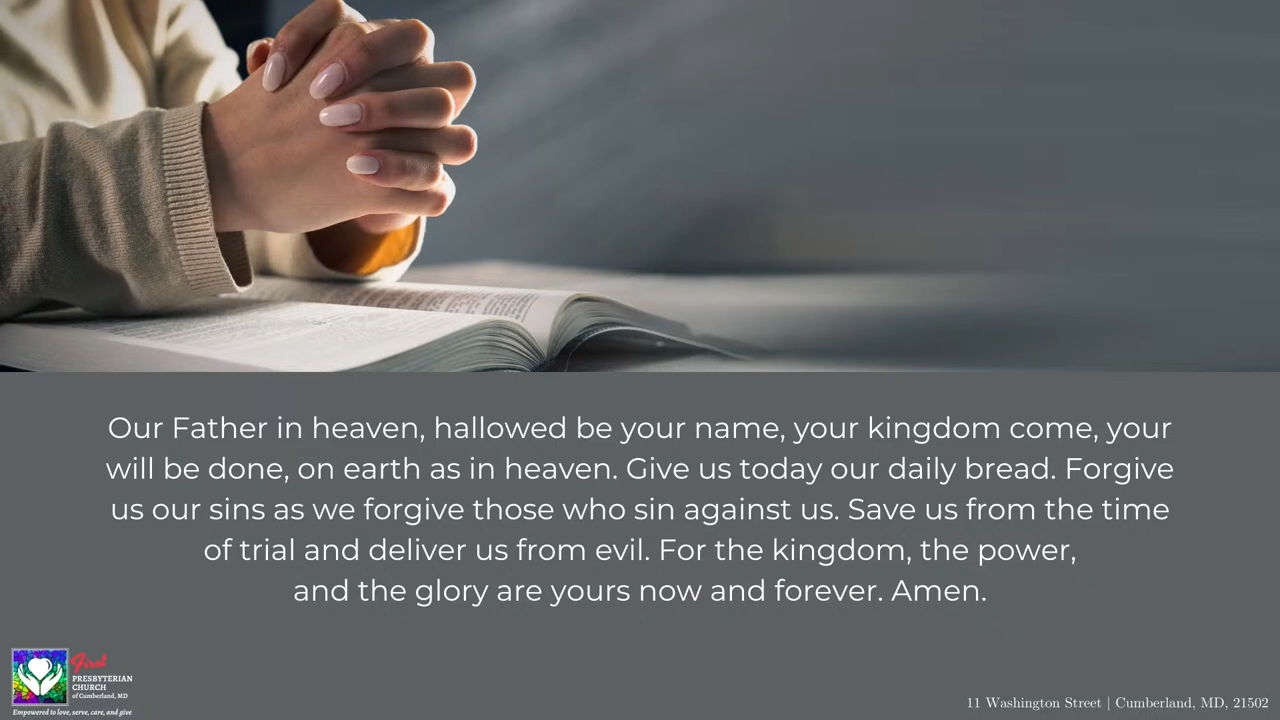 Our Father in heaven, hallowed be your name, your kingdom come, your
will be done, on earth as in heaven. Give us today our daily bread. Forgive
us our sins as we forgive those who sin against us. Save us from the time
of trial and deliver us from evil. For the kingdom, the power,
and the glory are yours now and forever. Amen.
First
PRESBYTERIAN
CHURCH
of Cumberland, MD
Empowered to love, serve, care, and give
11 Washington Street | Cumberland, MD, 21502